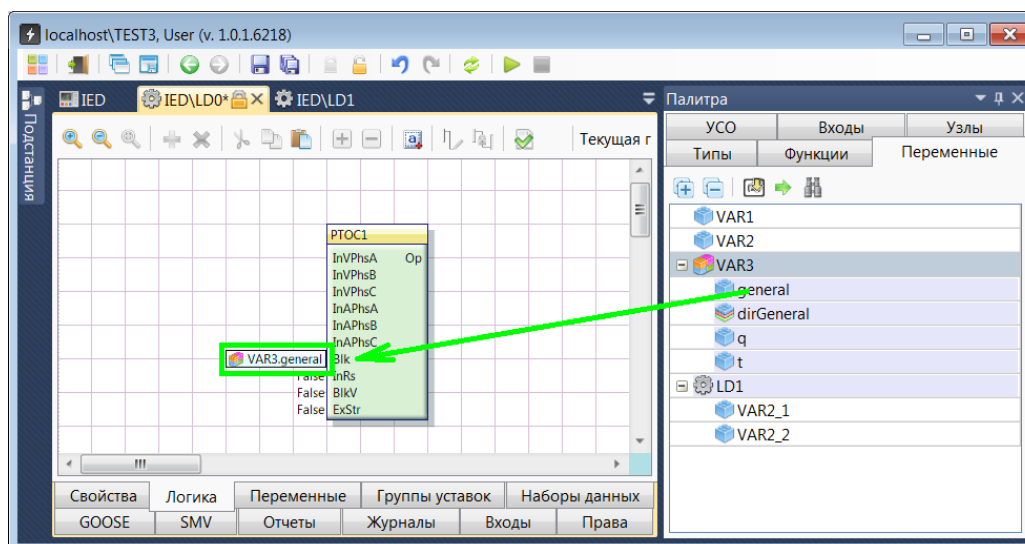 localhost\TEST3, User (v. 1.0.1.6218)
Подстанция
IED
IED\LD0*
IED\LD1
Текущая г
PTOC1
InVPhsA Op
InVPhsB
InVPhsC
InAPhsA
InAPhsB
InAPhsC
VAR3.general Blk
False InRs
False BlkV
False ExStr
Свойства Логика Переменные Группы уставок Наборы данных
GOOSE SMV Отчеты Журналы Входы Права
Палитра
УСО Входы Узлы
Типы Функции Переменные
VAR1
VAR2
VAR3
general
dirGeneral
q
t
LD1
VAR2_1
VAR2_2